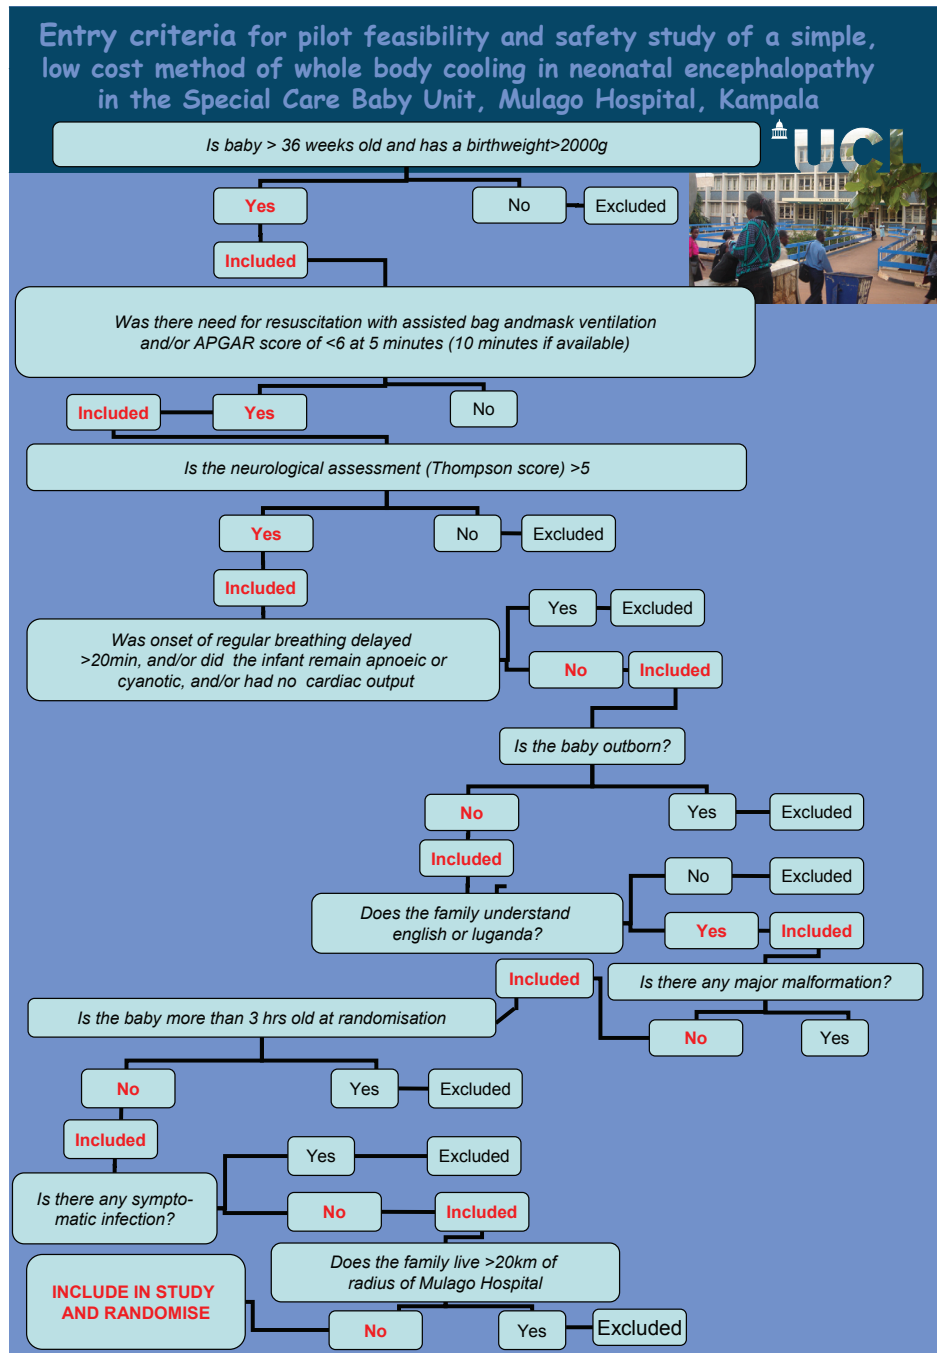 Entry criteria for pilot feasibility and safety study of a simple,
low cost method of whole body cooling in neonatal encephalopathy
in the Special Care Baby Unit, Mulago Hospital, Kampala
UCL
Is baby > 36 weeks old and has a birthweight>2000g
Yes
No
Excluded
Included
Was there need for resuscitation with assisted bag andmask ventilation
and/or APGAR score of <6 at 5 minutes (10 minutes if available)
Included
Yes
No
Is the neurological assessment (Thompson score) >5
Yes
No
Excluded
Included
Was onset of regular breathing delayed
>20min, and/or did the infant remain apnoeic or
cyanotic, and/or had no cardiac output
Yes
Excluded
No
Included
Is the baby outborn?
No
Yes
Excluded
Included
Does the family understand
english or luganda?
No
Excluded
Yes
Included
Is there any major malformation?
No
Yes
Included
Is the baby more than 3 hrs old at randomisation
No
Yes
Excluded
Included
Is there any sympto-
matic infection?
Yes
Excluded
No
Included
Does the family live >20km of
radius of Mulago Hospital
No
Yes
Excluded
INCLUDE IN STUDY
AND RANDOMISE